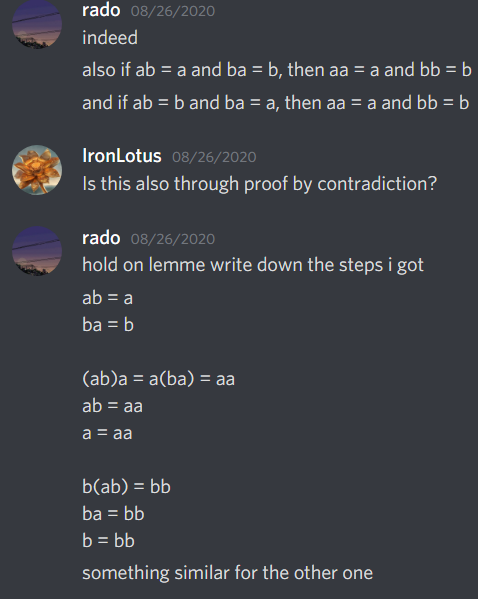 rado 08/26/2020
indeed
also if ab = a and ba = b, then aa = a and bb = b
and if ab = b and ba = a, then aa = a and bb = b
IronLotus 08/26/2020
Is this also through proof by contradiction?
rado 08/26/2020
hold on lemme write down the steps i got
ab = a
ba = b
(ab)a = a(ba) = aa
ab = aa
a = aa
b(ab) = bb
ba = bb
b = bb
something similar for the other one